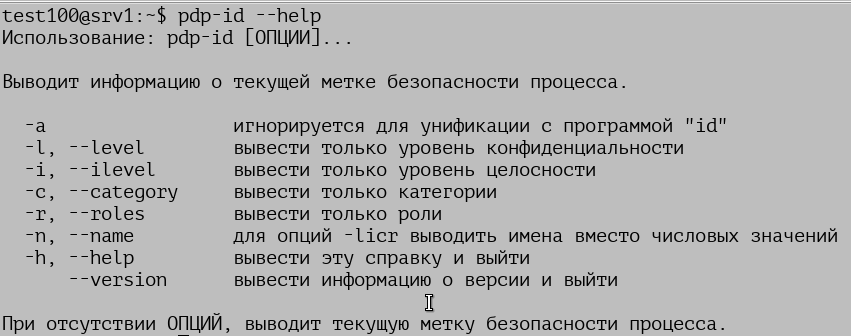 test100@srv1:~$ pdp-id --help
Использование: pdp-id [ОПЦИИ]...
Выводит информацию о текущей метке безопасности процесса.
-a игнорируется для унификации с программой "id"
-l, --level вывести только уровень конфиденциальности
-i, --ilevel вывести только уровень целосности
-c, --category вывести только категории
-r, --roles вывести только роли
-n, --name для опций -licr выводить имена вместо числовых значений
-h, --help вывести эту справку и выйти
--version вывести информацию о версии и выйти
При отсутствии ОПЦИЙ, выводит текущую метку безопасности процесса.